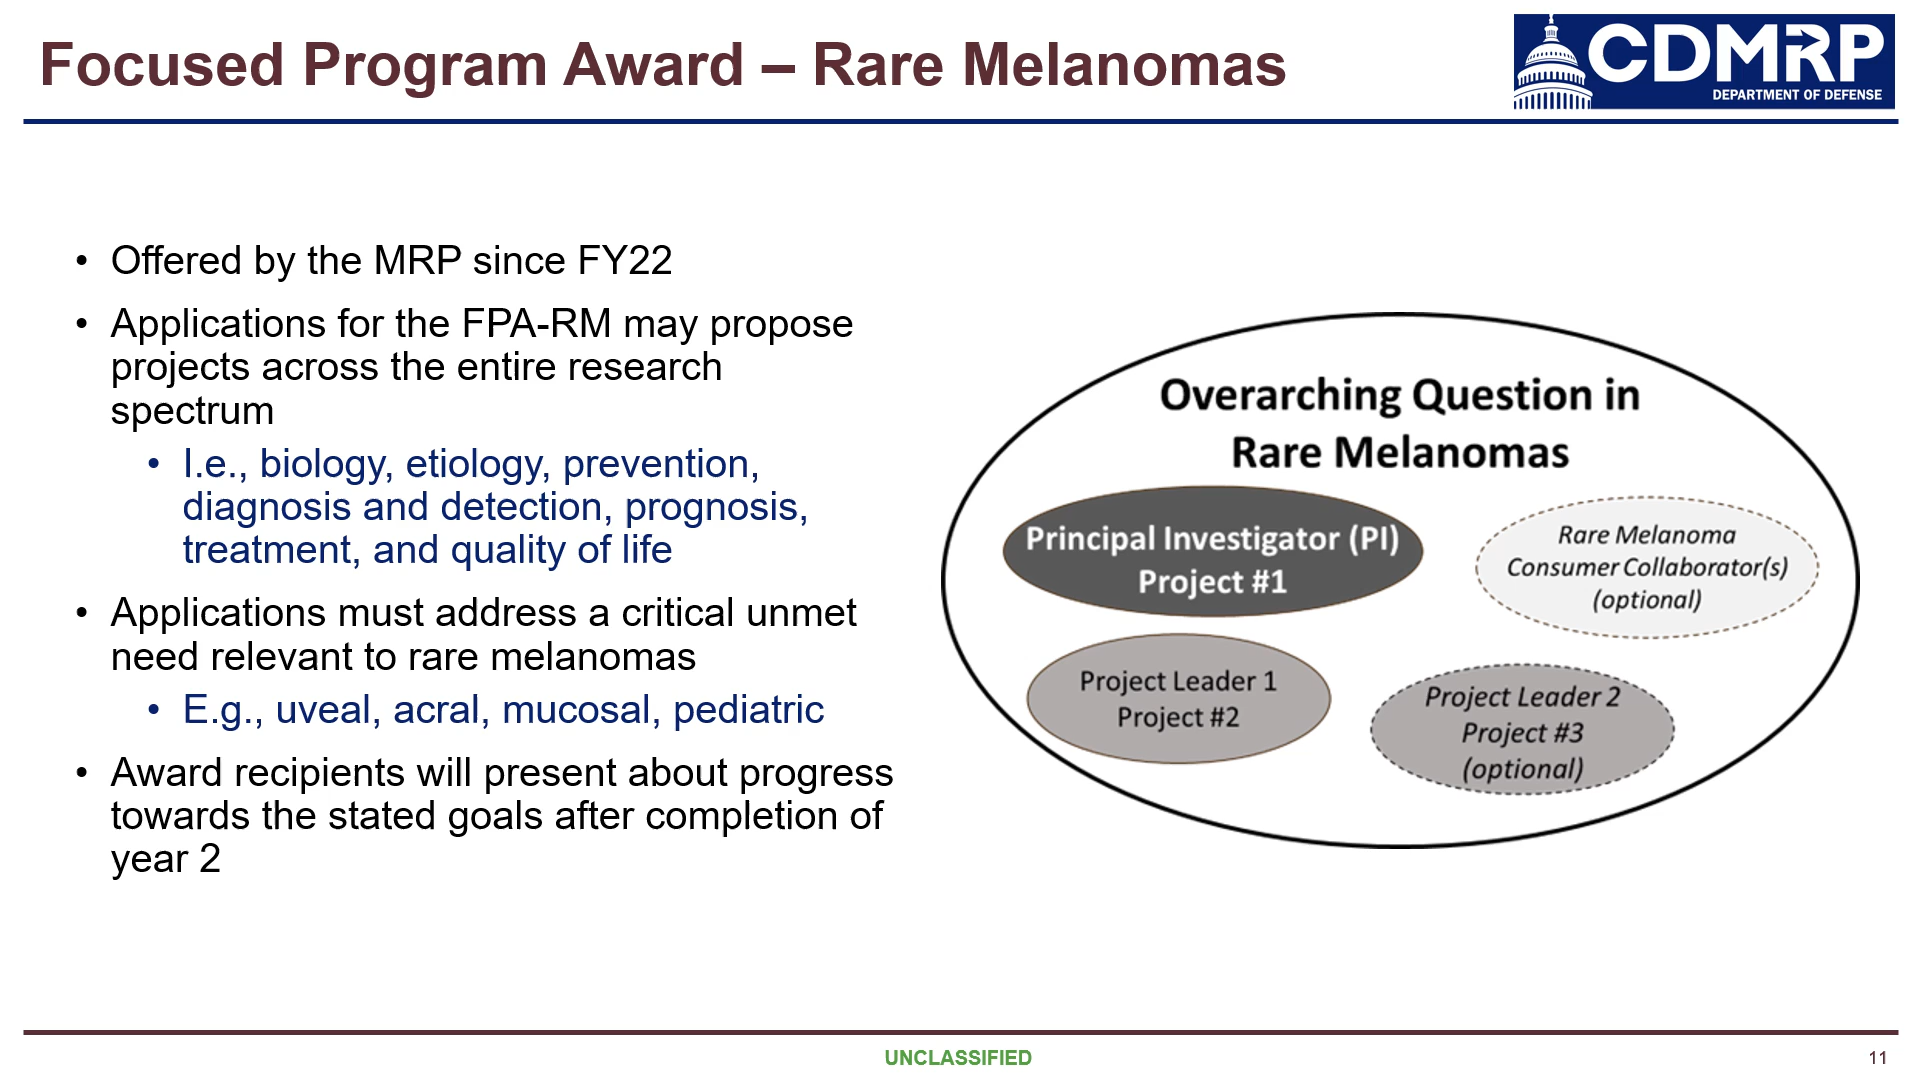 Focused Program Award – Rare Melanomas
CDMRP
DEPARTMENT OF DEFENSE
• Offered by the MRP since FY22
• Applications for the FPA-RM may propose
projects across the entire research
spectrum
• I.e., biology, etiology, prevention,
diagnosis and detection, prognosis,
treatment, and quality of life
• Applications must address a critical unmet
need relevant to rare melanomas
• E.g., uveal, acral, mucosal, pediatric
• Award recipients will present about progress
towards the stated goals after completion of
year 2
Overarching Question in
Rare Melanomas
Principal Investigator (PI)
Project #1
Rare Melanoma
Consumer Collaborator(s)
(optional)
Project Leader 1
Project #2
Project Leader 2
Project #3
(optional)
UNCLASSIFIED
11